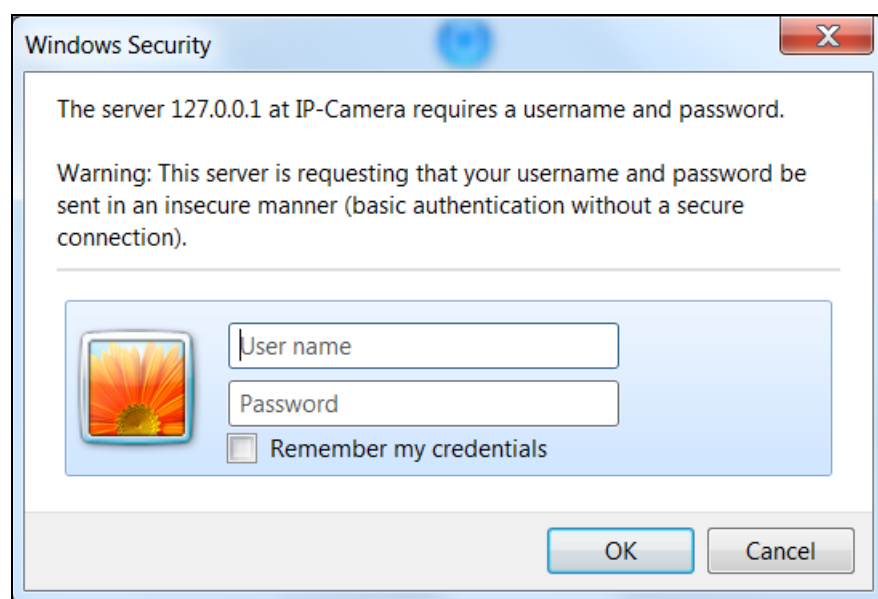 Windows Security
The server 127.0.0.1 at IP-Camera requires a username and password.
Warning: This server is requesting that your username and password be
sent in an insecure manner (basic authentication without a secure
connection).
User name
Password
Remember my credentials
OK
Cancel